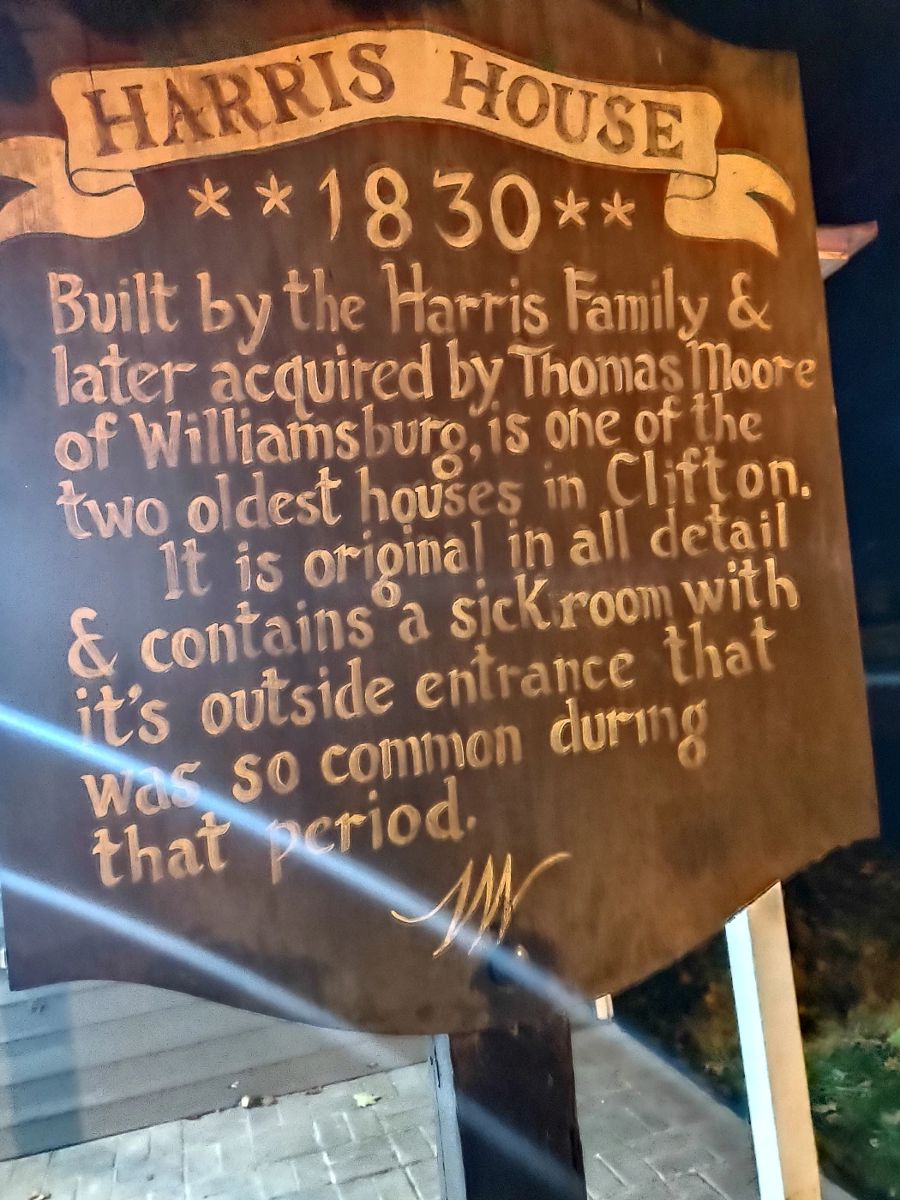 HARRIS HOUSE
**1830**
Built by the Harris Family &
later acquired by Thomas Moore
of Williamsburg, is one of the
two oldest houses in Clifton.
It is original in all detail
& contains a sick room with
it's outside entrance that
was so common during
that period.